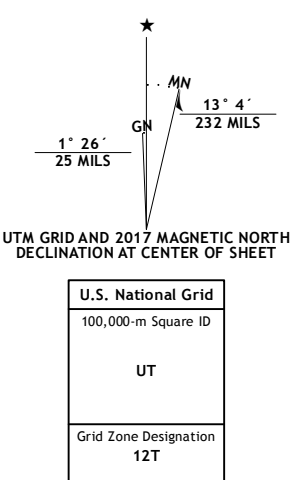 ★
MN
GN
13° 4´
232 MILS
1° 26´
25 MILS
UTM GRID AND 2017 MAGNETIC NORTH
DECLINATION AT CENTER OF SHEET
U.S. National Grid
100,000-m Square ID
UT
Grid Zone Designation
12T